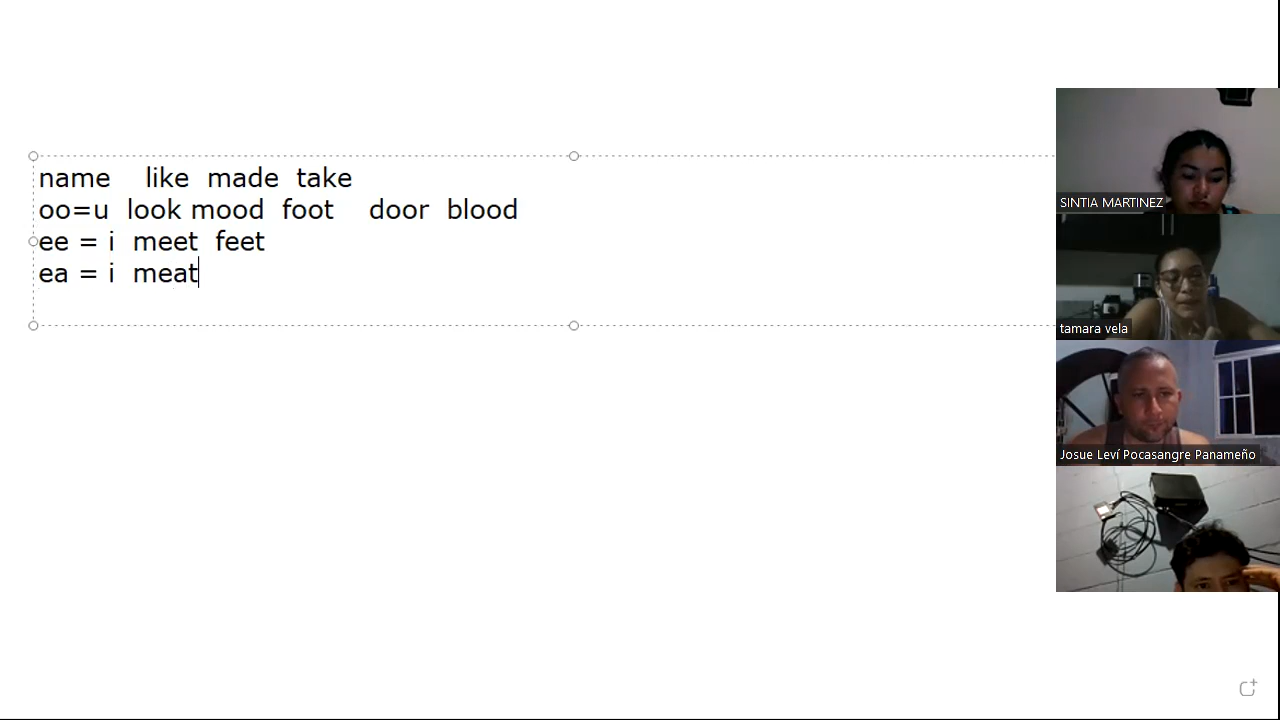 name like made take
oo=u look mood foot door blood
ee = i meet feet
ea = i meat
SINTIA MARTINEZ
tamara vela
Josue Leví Pocasangre Panameño